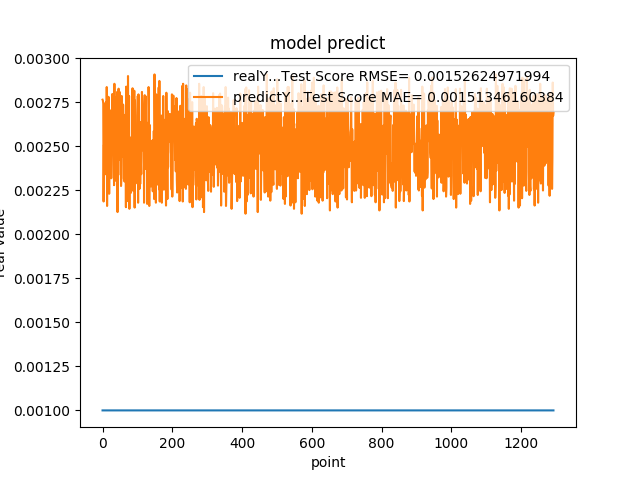 model predict
realY...Test Score RMSE= 0.00152624971994
predictY...Test Score MAE= 0.00151346160384
0.00300
0.00275
0.00250
0.00225
0.00200
0.00175
0.00150
0.00125
0.00100
real value
0 200 400 600 800 1000 1200
point